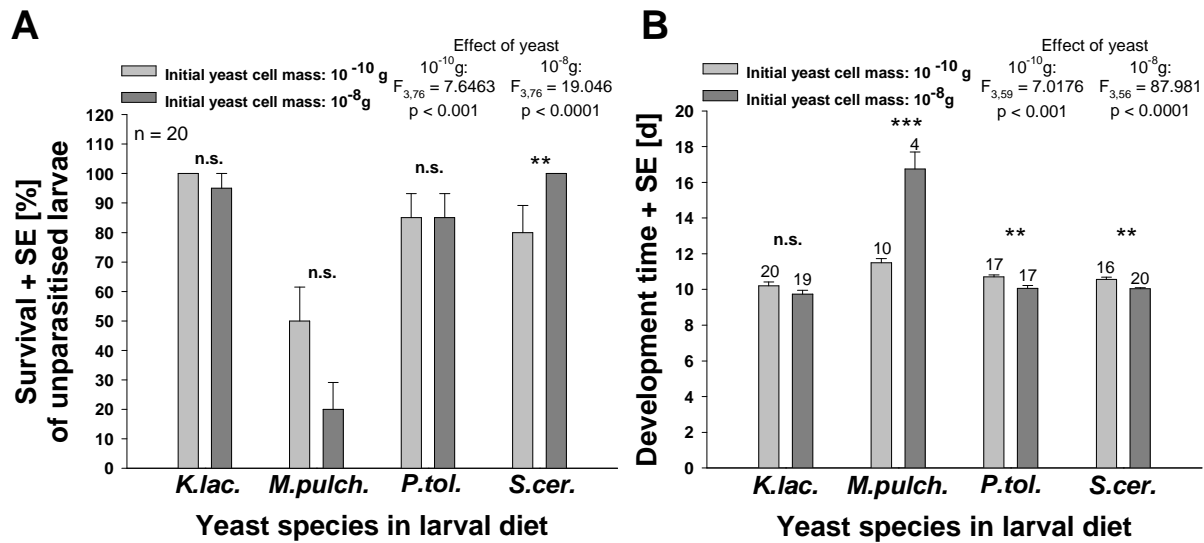 A
Effect of yeast
Initial yeast cell mass: 10⁻¹⁰ g
Initial yeast cell mass: 10⁻⁸g
10⁻¹⁰g: 10⁻⁸g:
F3,76 = 7.6463 F3,76 = 19.046
p < 0.001 p < 0.0001
n = 20
Survival + SE [%]
of unparasitised larvae
120
110
100
90
80
70
60
50
40
30
20
10
0
n.s.
n.s.
n.s.
**
K.lac. M.pulch. P.tol. S.cer.
Yeast species in larval diet
B
Effect of yeast
Initial yeast cell mass: 10⁻¹⁰ g
Initial yeast cell mass: 10⁻⁸g
10⁻¹⁰g: 10⁻⁸g:
F3,59 = 7.0176 F3,56 = 87.981
p < 0.001 p < 0.0001
Development time + SE [d]
20
18
16
14
12
10
8
6
4
2
0
n.s.
20 19
***
10 4
**
17 17
**
16 20
K.lac. M.pulch. P.tol. S.cer.
Yeast species in larval diet